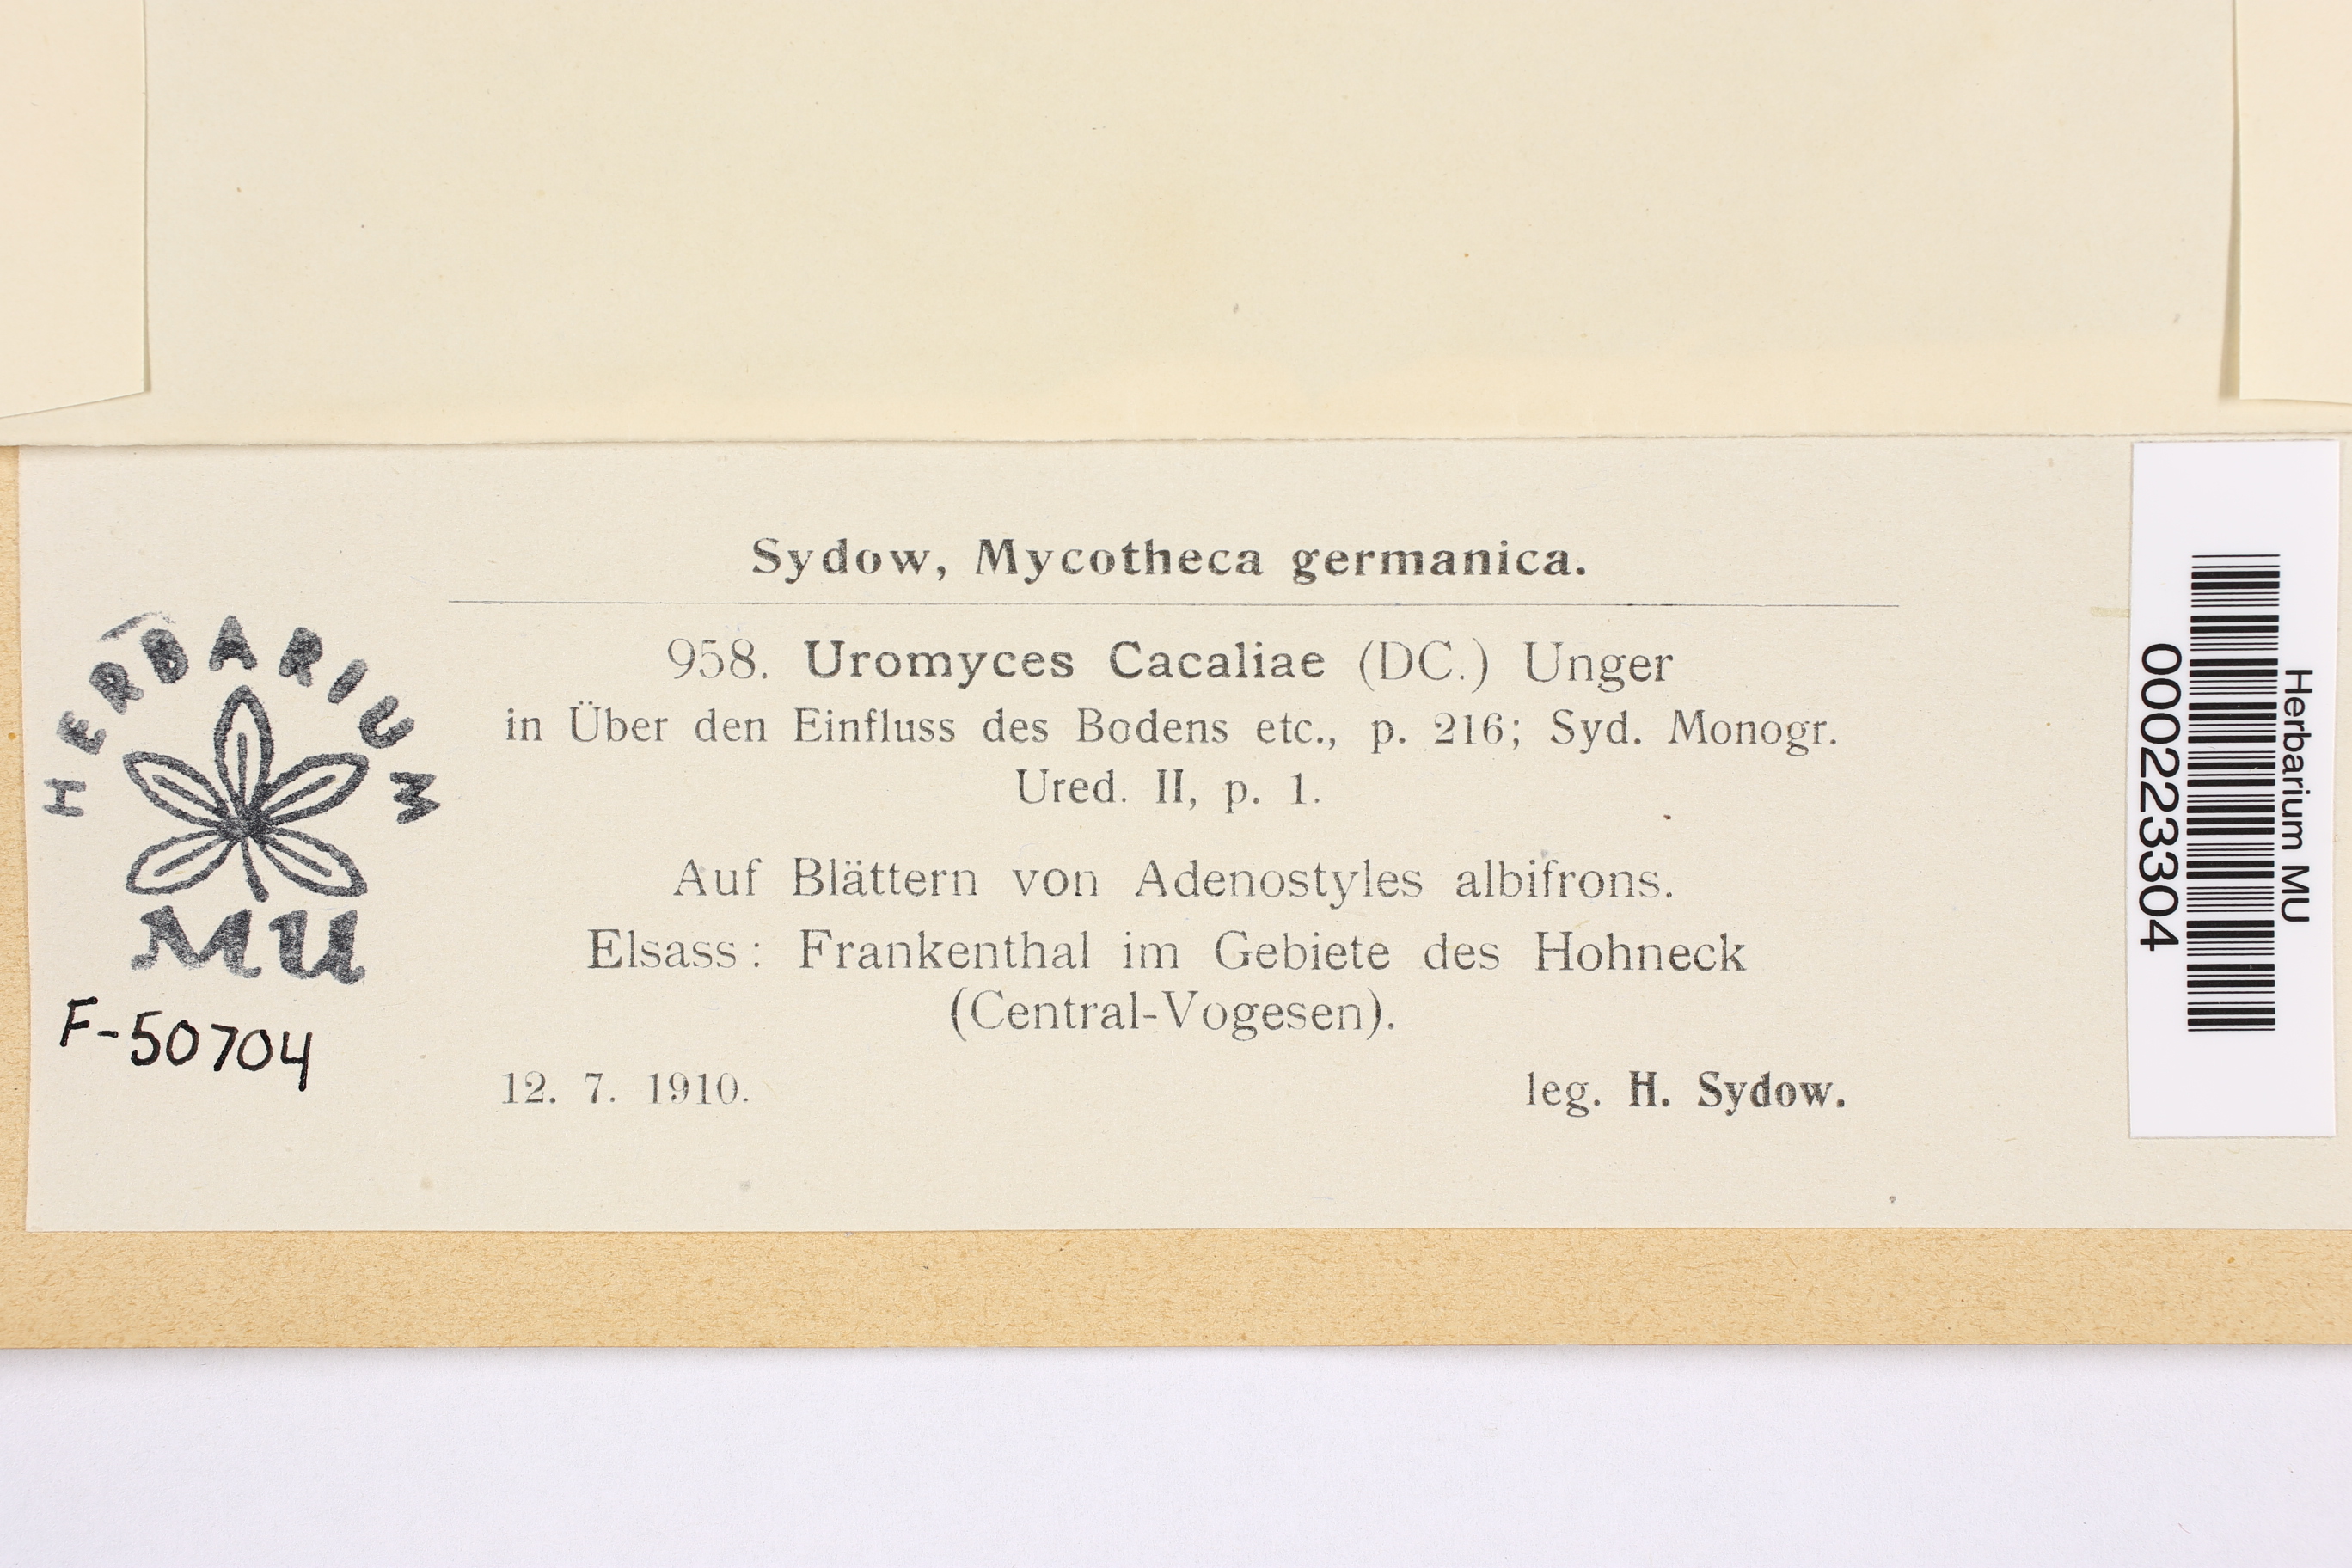 Sydow, Mycotheca germanica.
958. Uromyces Cacaliae (DC.) Unger
in Über den Einfluss des Bodens etc., p. 216; Syd. Monogr.
Ured. II, p. 1.
Auf Blättern von Adenostyles albifrons.
Elsass: Frankenthal im Gebiete des Hohneck
(Central-Vogesen).
12. 7. 1910. leg. H. Sydow.
HERBARIUM
MU
F-50704
Herbarium MU
000223304